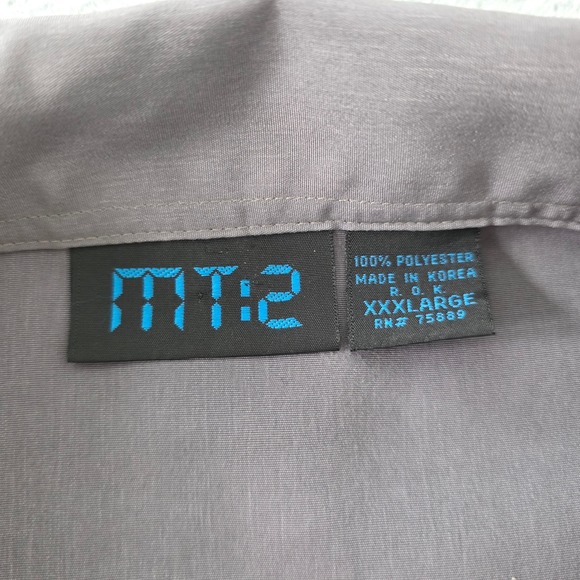 MT:2
100% POLYESTER
MADE IN KOREA
R. O. K.
XXXLARGE
RN# 75889